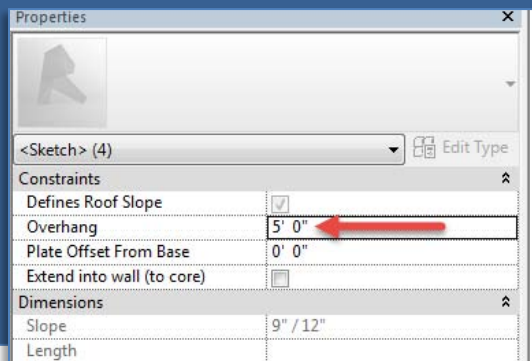 Properties ×
<Sketch> (4) Edit Type
Constraints
Defines Roof Slope
Overhang 5' 0"
Plate Offset From Base 0' 0"
Extend into wall (to core)
Dimensions
Slope 9" / 12"
Length